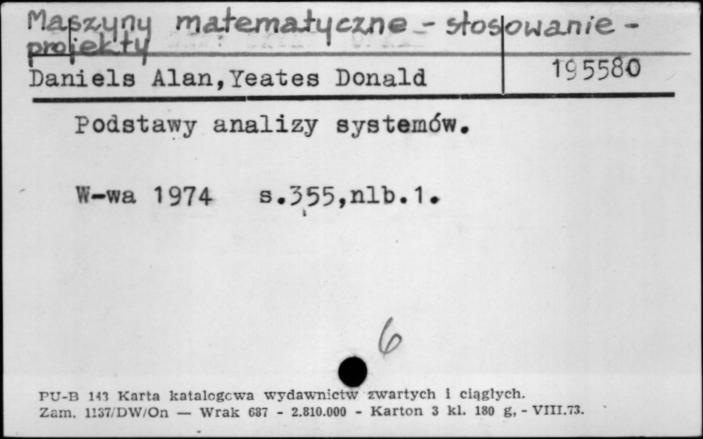 Maszyny matematyczne - stosowanie -
projekty
Daniels Alan,Yeates Donald
195580
Podstawy analizy systemów.
W-wa 1974 s.355,nlb.1.
6
PU-B 143 Karta katalogowa wydawnictw zwartych i ciągłych.
Zam. 1137/DW/On — Wrak 687 - 2.810.000 - Karton 3 kl. 180 g, - VIII.73.